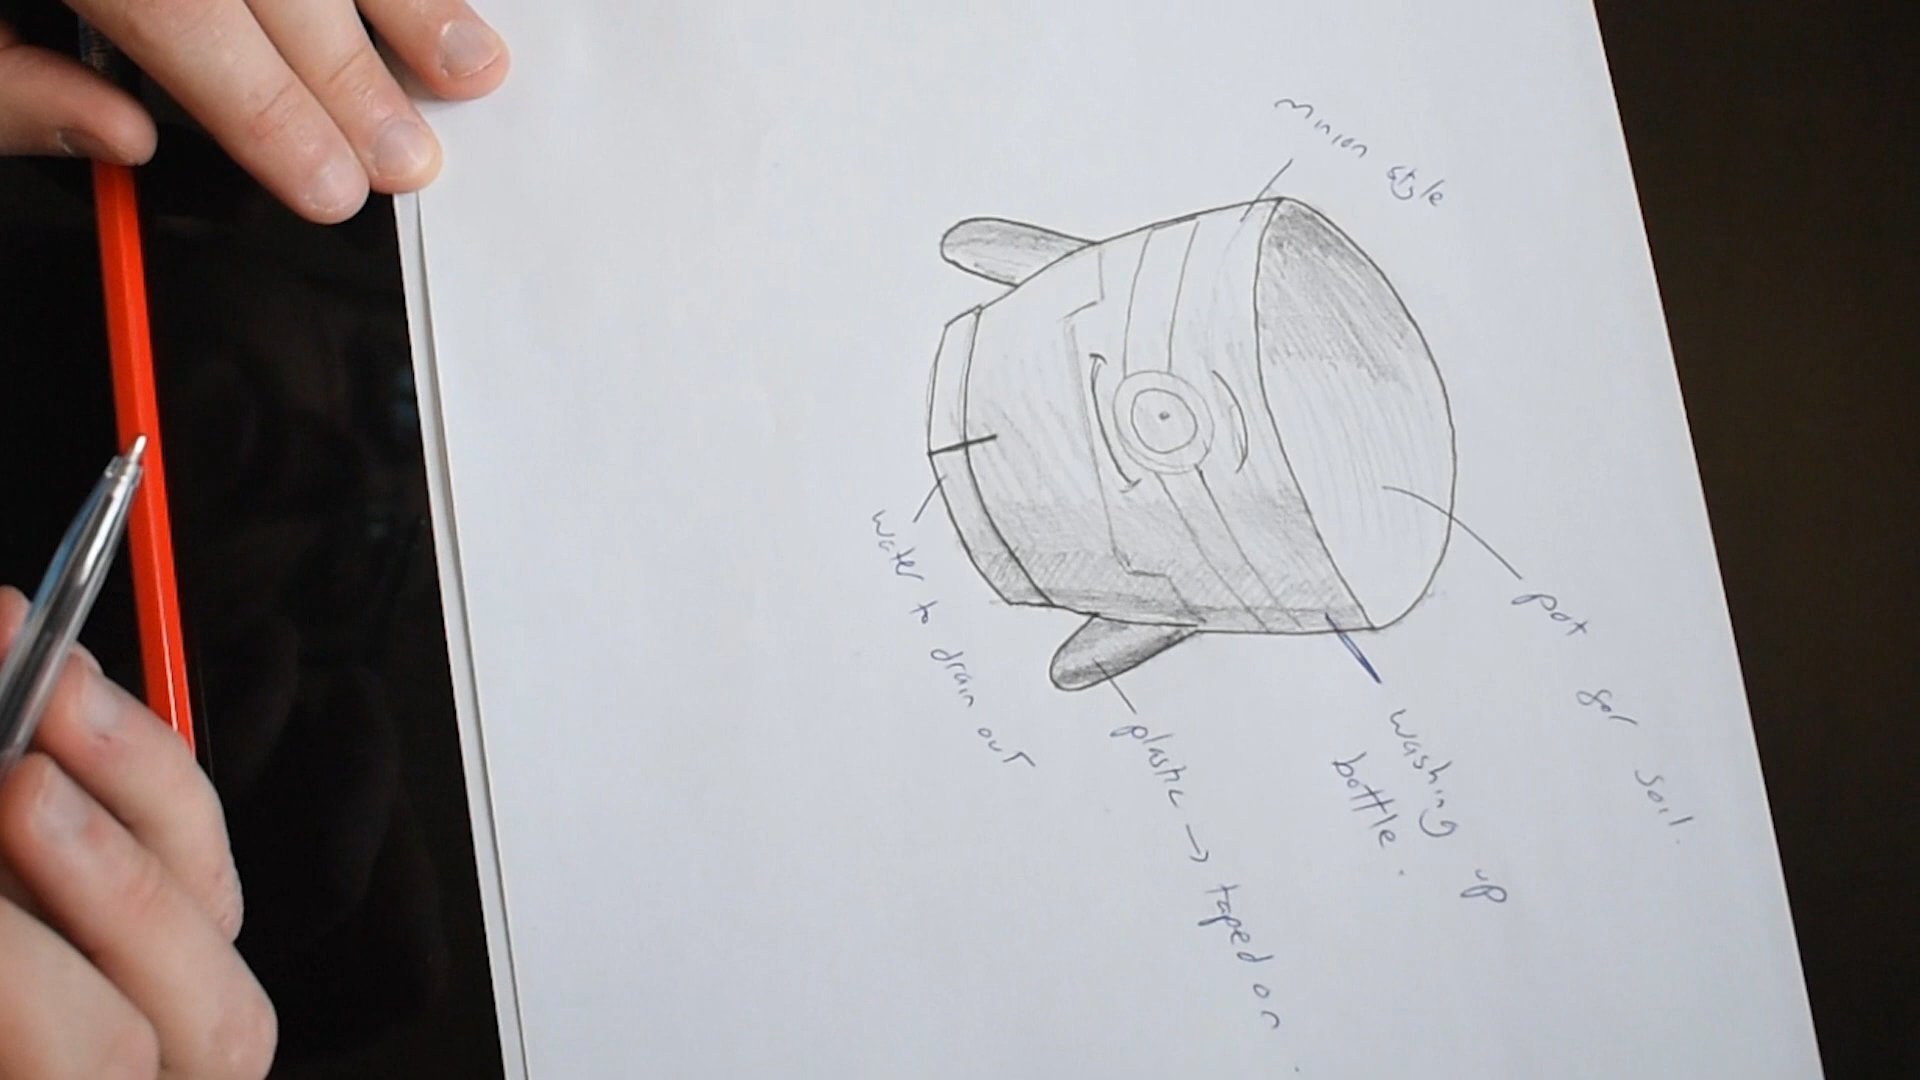 minion style
pot for soil
washing up
bottle.
plastic → taped on
water to drain out